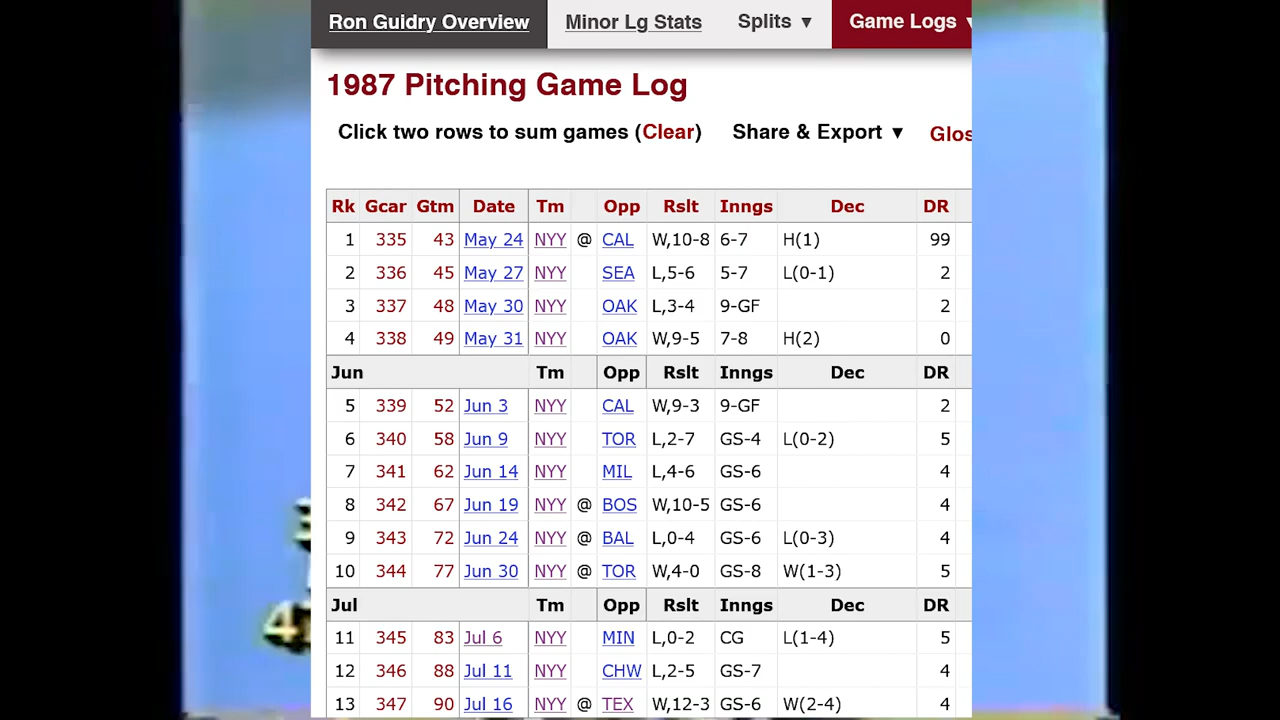 Ron Guidry Overview Minor Lg Stats Splits ▼ Game Logs ▼
1987 Pitching Game Log
Click two rows to sum games (Clear) Share & Export ▼ Glos
Rk Gcar Gtm Date Tm Opp Rslt Inngs Dec DR
1 335 43 May 24 NYY @ CAL W,10-8 6-7 H(1) 99
2 336 45 May 27 NYY SEA L,5-6 5-7 L(0-1) 2
3 337 48 May 30 NYY OAK L,3-4 9-GF 2
4 338 49 May 31 NYY OAK W,9-5 7-8 H(2) 0
Jun Tm Opp Rslt Inngs Dec DR
5 339 52 Jun 3 NYY CAL W,9-3 9-GF 2
6 340 58 Jun 9 NYY TOR L,2-7 GS-4 L(0-2) 5
7 341 62 Jun 14 NYY MIL L,4-6 GS-6 4
8 342 67 Jun 19 NYY @ BOS W,10-5 GS-6 4
9 343 72 Jun 24 NYY @ BAL L,0-4 GS-6 L(0-3) 4
10 344 77 Jun 30 NYY @ TOR W,4-0 GS-8 W(1-3) 5
Jul Tm Opp Rslt Inngs Dec DR
11 345 83 Jul 6 NYY MIN L,0-2 CG L(1-4) 5
12 346 88 Jul 11 NYY CHW L,2-5 GS-7 4
13 347 90 Jul 16 NYY @ TEX W,12-3 GS-6 W(2-4) 4